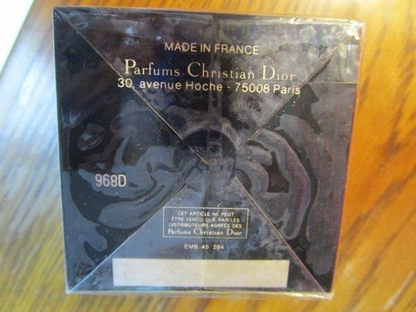 MADE IN FRANCE
Parfums Christian Dior
30, avenue Hoche - 75008 Paris
968D
CET ARTICLE NE PEUT
ÊTRE VENDU QUE PAR LES
DISTRIBUTEURS AGRÉÉS DES
Parfums Christian Dior
EMB 45 284